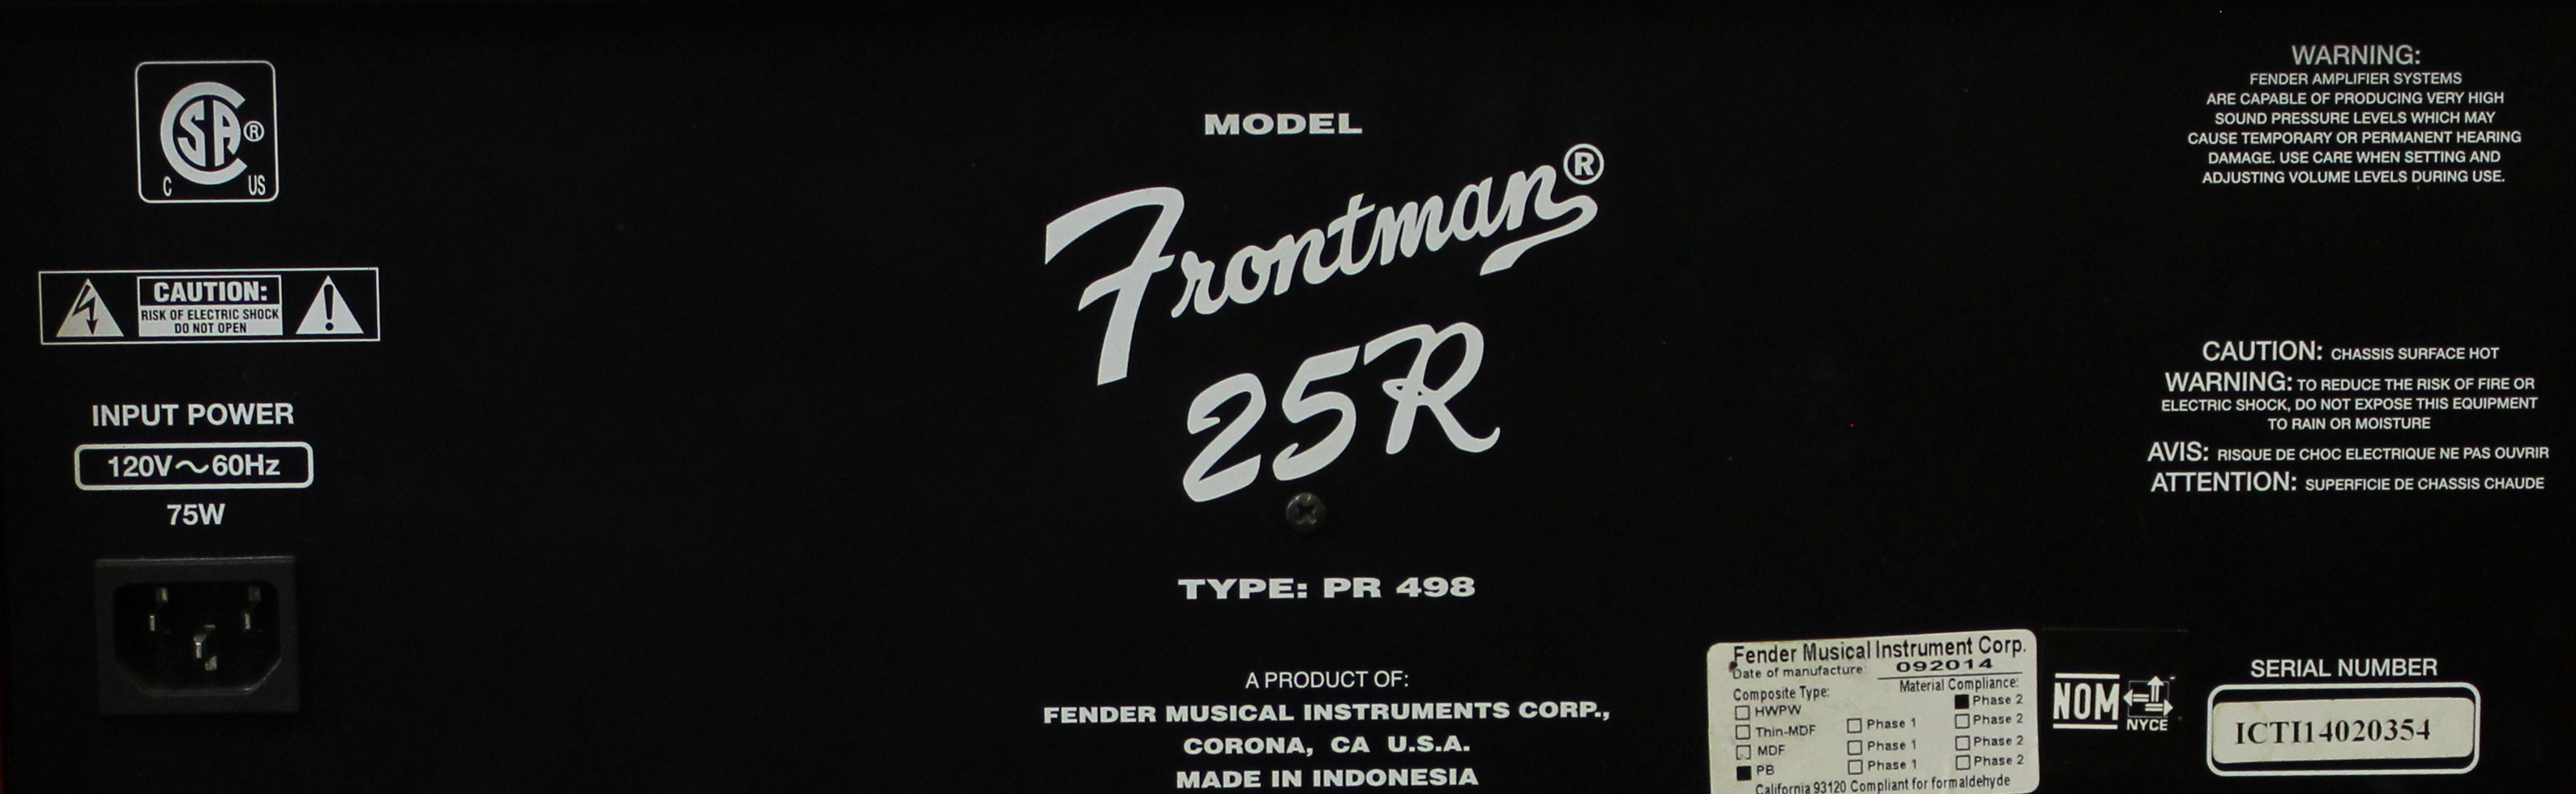 CSA®
C US
CAUTION:
RISK OF ELECTRIC SHOCK
DO NOT OPEN
INPUT POWER
120V~60Hz
75W
MODEL
Frontman®
25R
TYPE: PR 498
A PRODUCT OF:
FENDER MUSICAL INSTRUMENTS CORP.,
CORONA, CA U.S.A.
MADE IN INDONESIA
WARNING:
FENDER AMPLIFIER SYSTEMS
ARE CAPABLE OF PRODUCING VERY HIGH
SOUND PRESSURE LEVELS WHICH MAY
CAUSE TEMPORARY OR PERMANENT HEARING
DAMAGE. USE CARE WHEN SETTING AND
ADJUSTING VOLUME LEVELS DURING USE.
CAUTION: CHASSIS SURFACE HOT
WARNING: TO REDUCE THE RISK OF FIRE OR
ELECTRIC SHOCK, DO NOT EXPOSE THIS EQUIPMENT
TO RAIN OR MOISTURE
AVIS: RISQUE DE CHOC ELECTRIQUE NE PAS OUVRIR
ATTENTION: SUPERFICIE DE CHASSIS CHAUDE
Fender Musical Instrument Corp.
Date of manufacture: 092014
Composite Type: Material Compliance:
HWPW Phase 2
Thin-MDF Phase 1 Phase 2
MDF Phase 1 Phase 2
PB Phase 1 Phase 2
California 93120 Compliant for formaldehyde
NOM
NYCE
SERIAL NUMBER
ICTI14020354